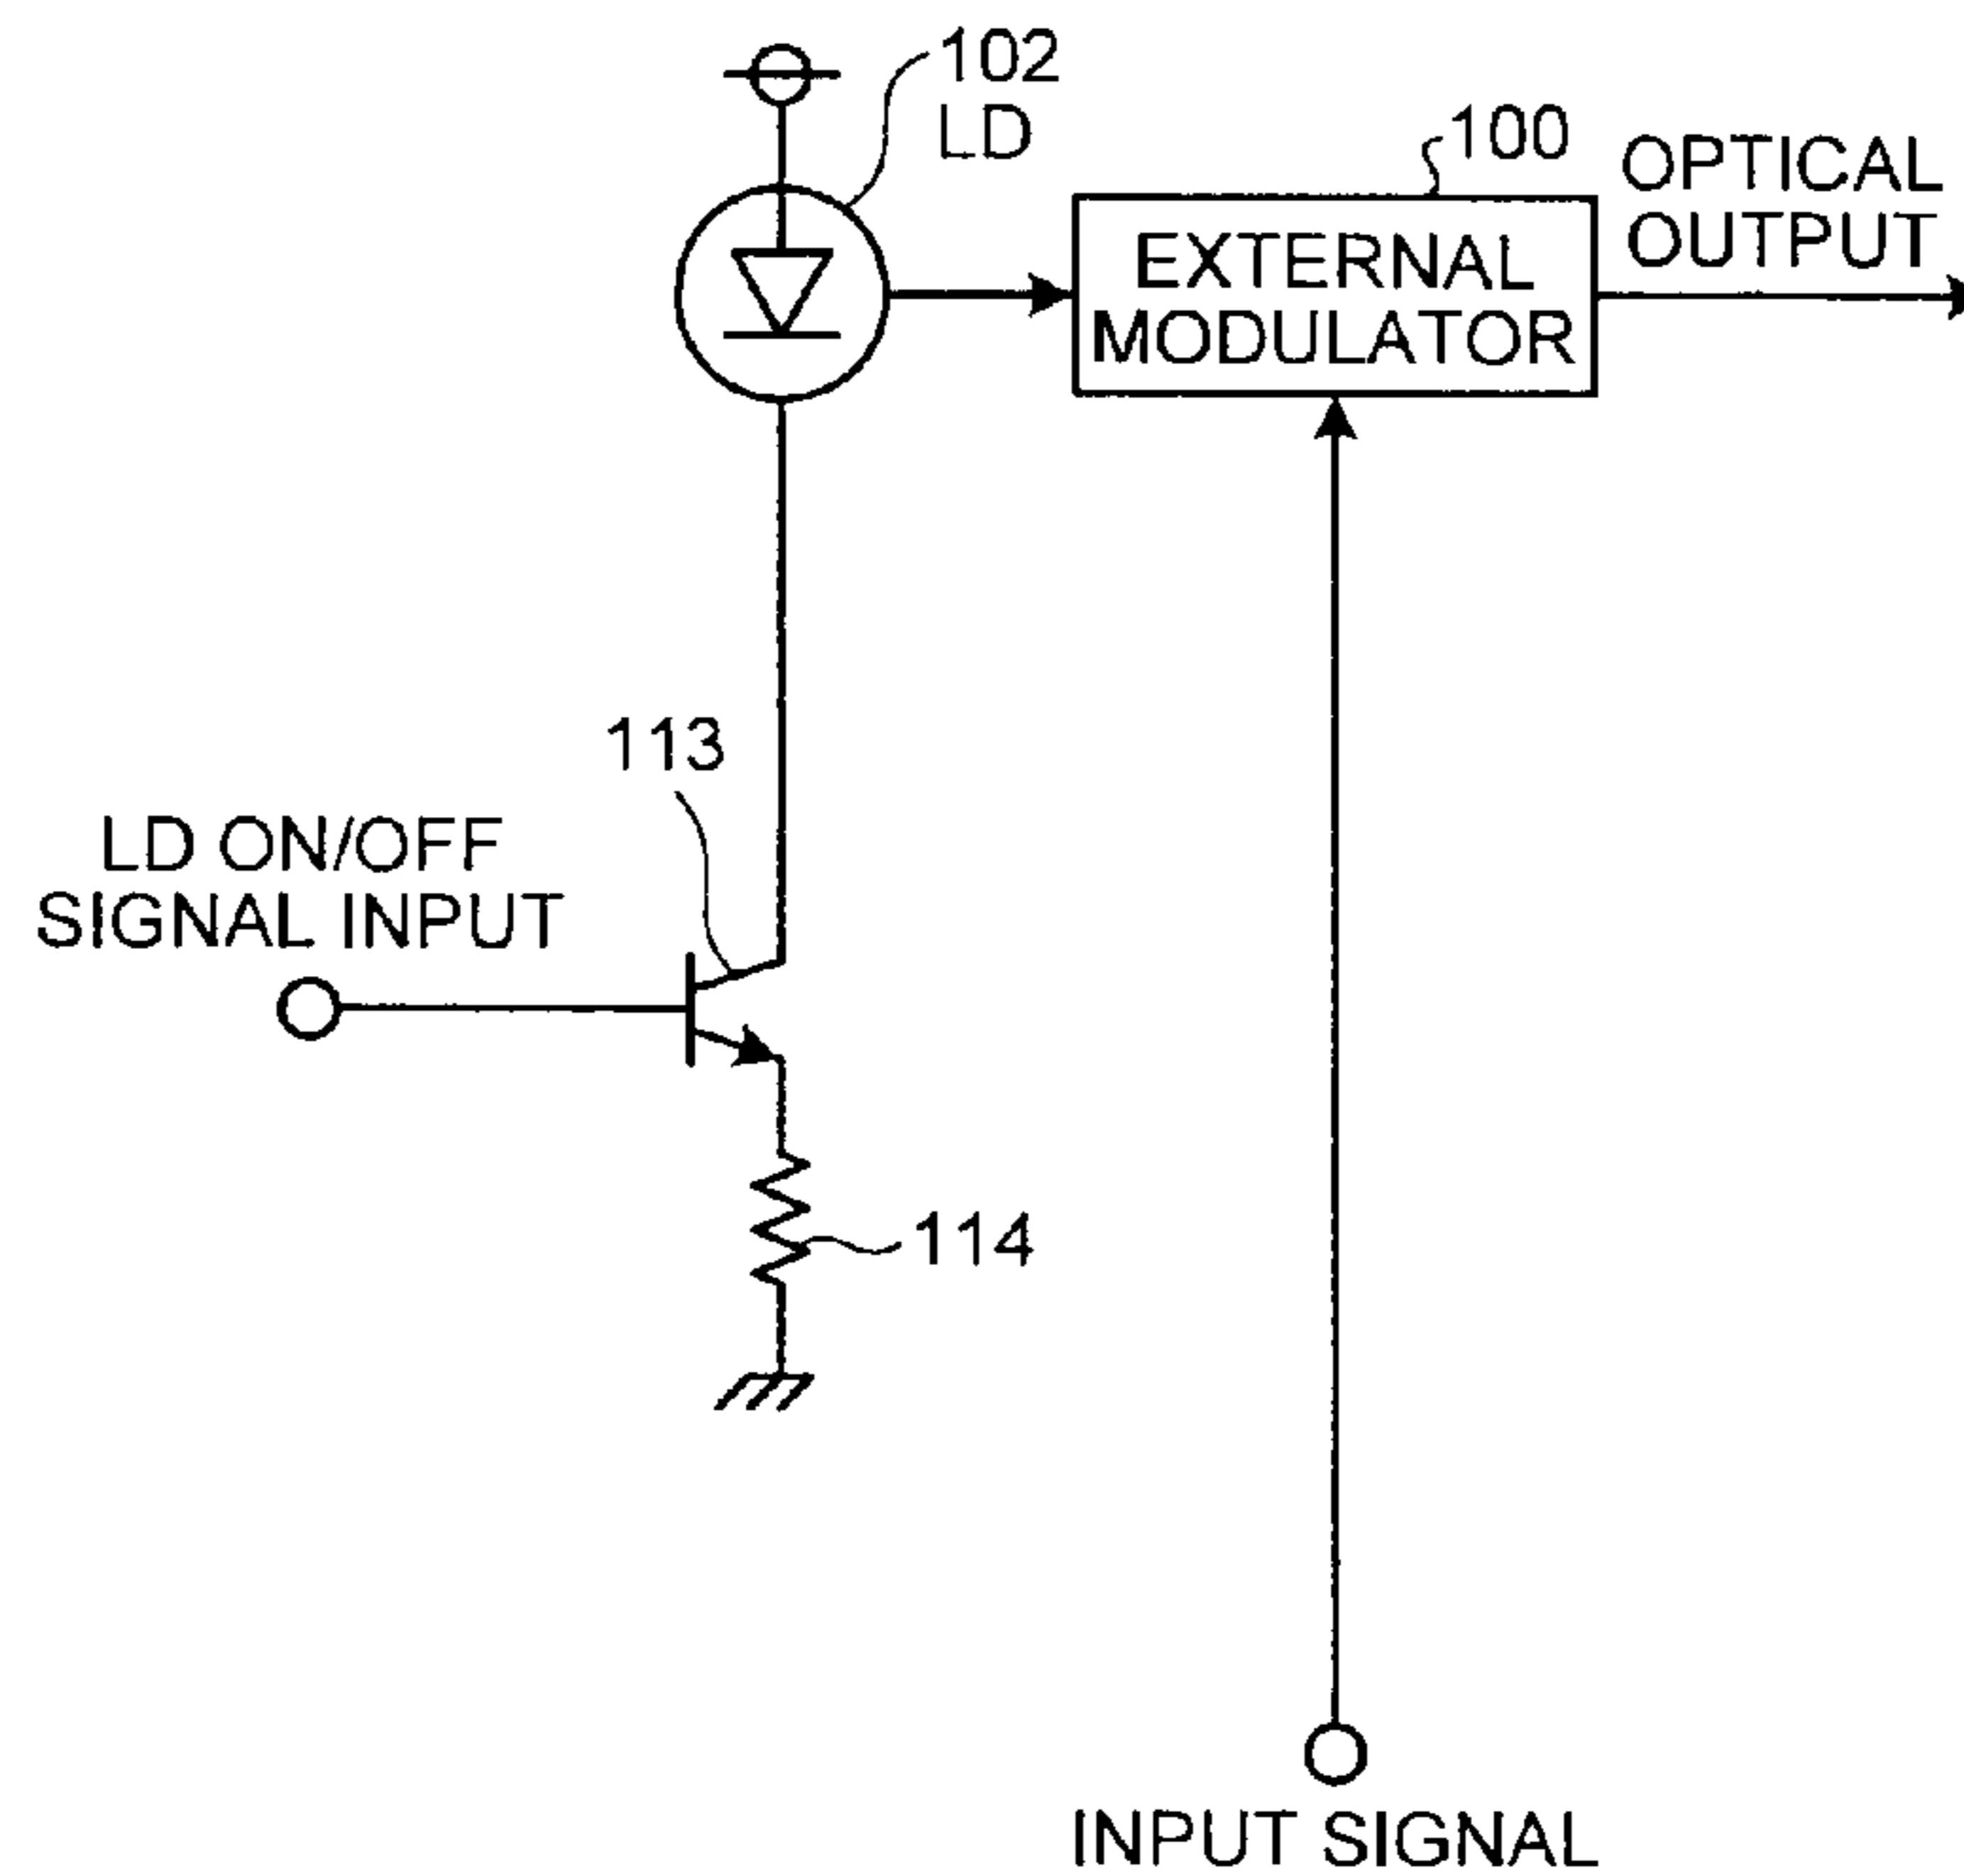 102
LD
100
OPTICAL
OUTPUT
EXTERNAL
MODULATOR
113
LD ON/OFF
SIGNAL INPUT
114
INPUT SIGNAL